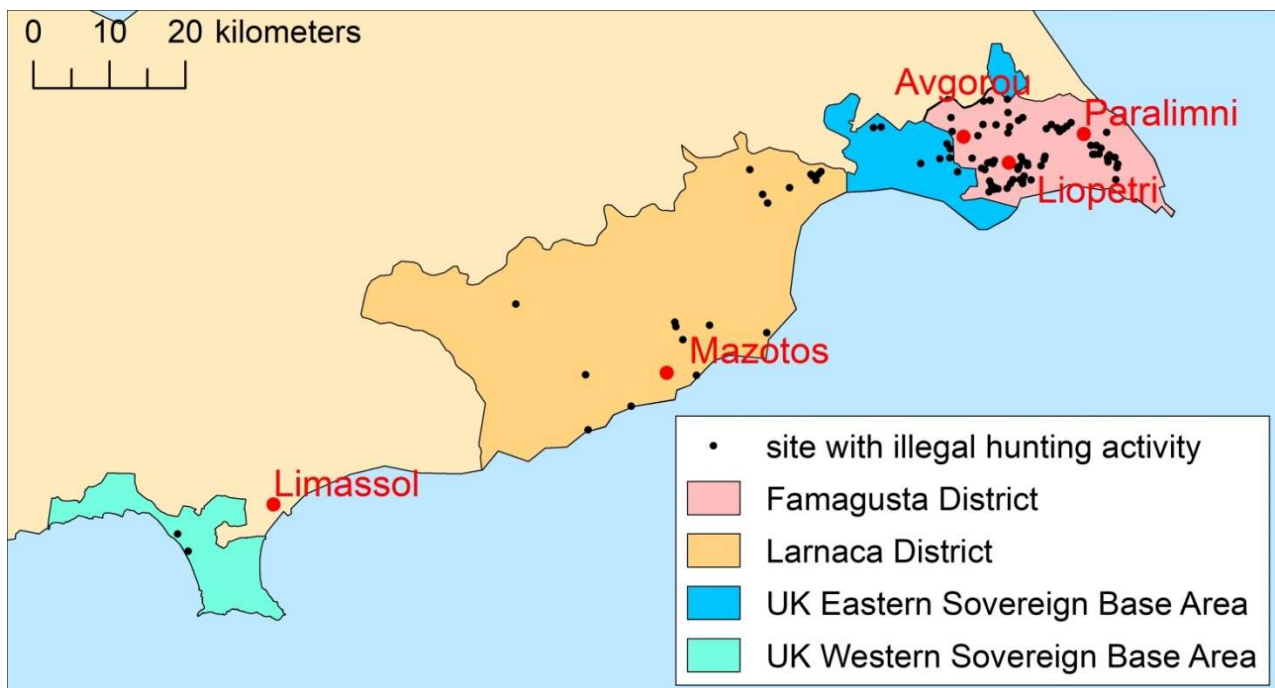 0 10 20 kilometers
Avgorou
Paralimni
Liopetri
Mazotos
Limassol
site with illegal hunting activity
Famagusta District
Larnaca District
UK Eastern Sovereign Base Area
UK Western Sovereign Base Area